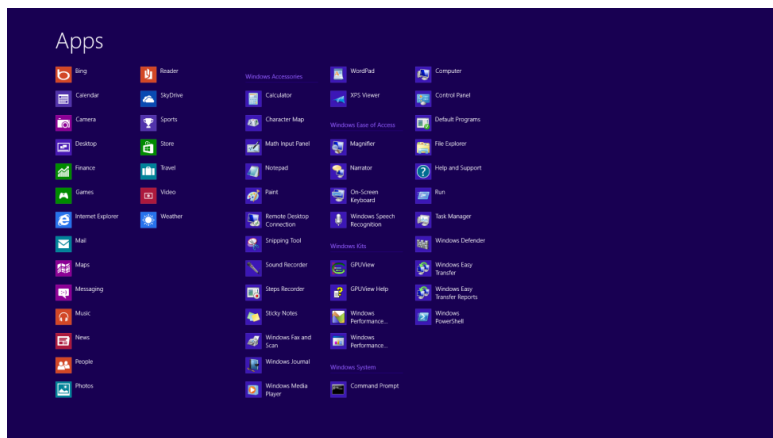 Apps
Bing
Calendar
Camera
Desktop
Finance
Games
Internet Explorer
Mail
Maps
Messaging
Music
News
People
Photos
Reader
SkyDrive
Sports
Store
Travel
Video
Weather
Windows Accessories
Calculator
Character Map
Math Input Panel
Notepad
Paint
Remote Desktop
Connection
Snipping Tool
Sound Recorder
Steps Recorder
Sticky Notes
Windows Fax and
Scan
Windows Journal
Windows Media
Player
WordPad
XPS Viewer
Windows Ease of Access
Magnifier
Narrator
On-Screen
Keyboard
Windows Speech
Recognition
Windows Kits
GPUView
GPUView Help
Windows
Performance...
Windows
Performance...
Windows System
Command Prompt
Computer
Control Panel
Default Programs
File Explorer
Help and Support
Run
Task Manager
Windows Defender
Windows Easy
Transfer
Windows Easy
Transfer Reports
Windows
PowerShell